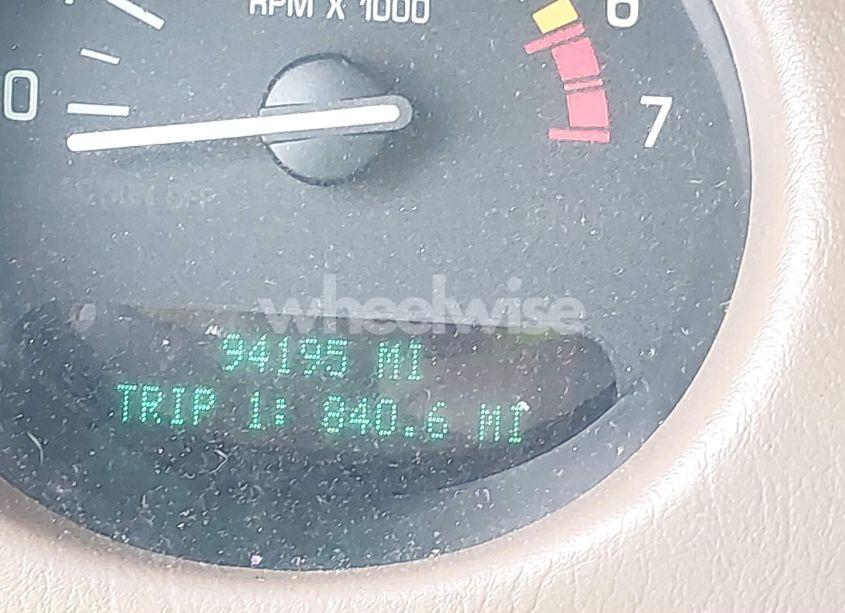 RPM X 1000
0
6
7
wheelwise
94195 MI
TRIP 1: 840.6 MI